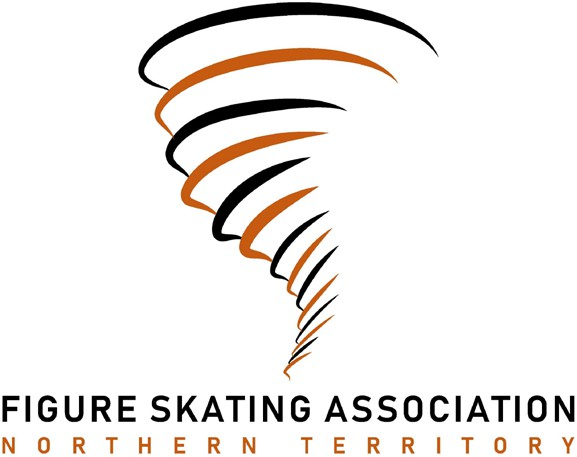 FIGURE SKATING ASSOCIATION
NORTHERN TERRITORY